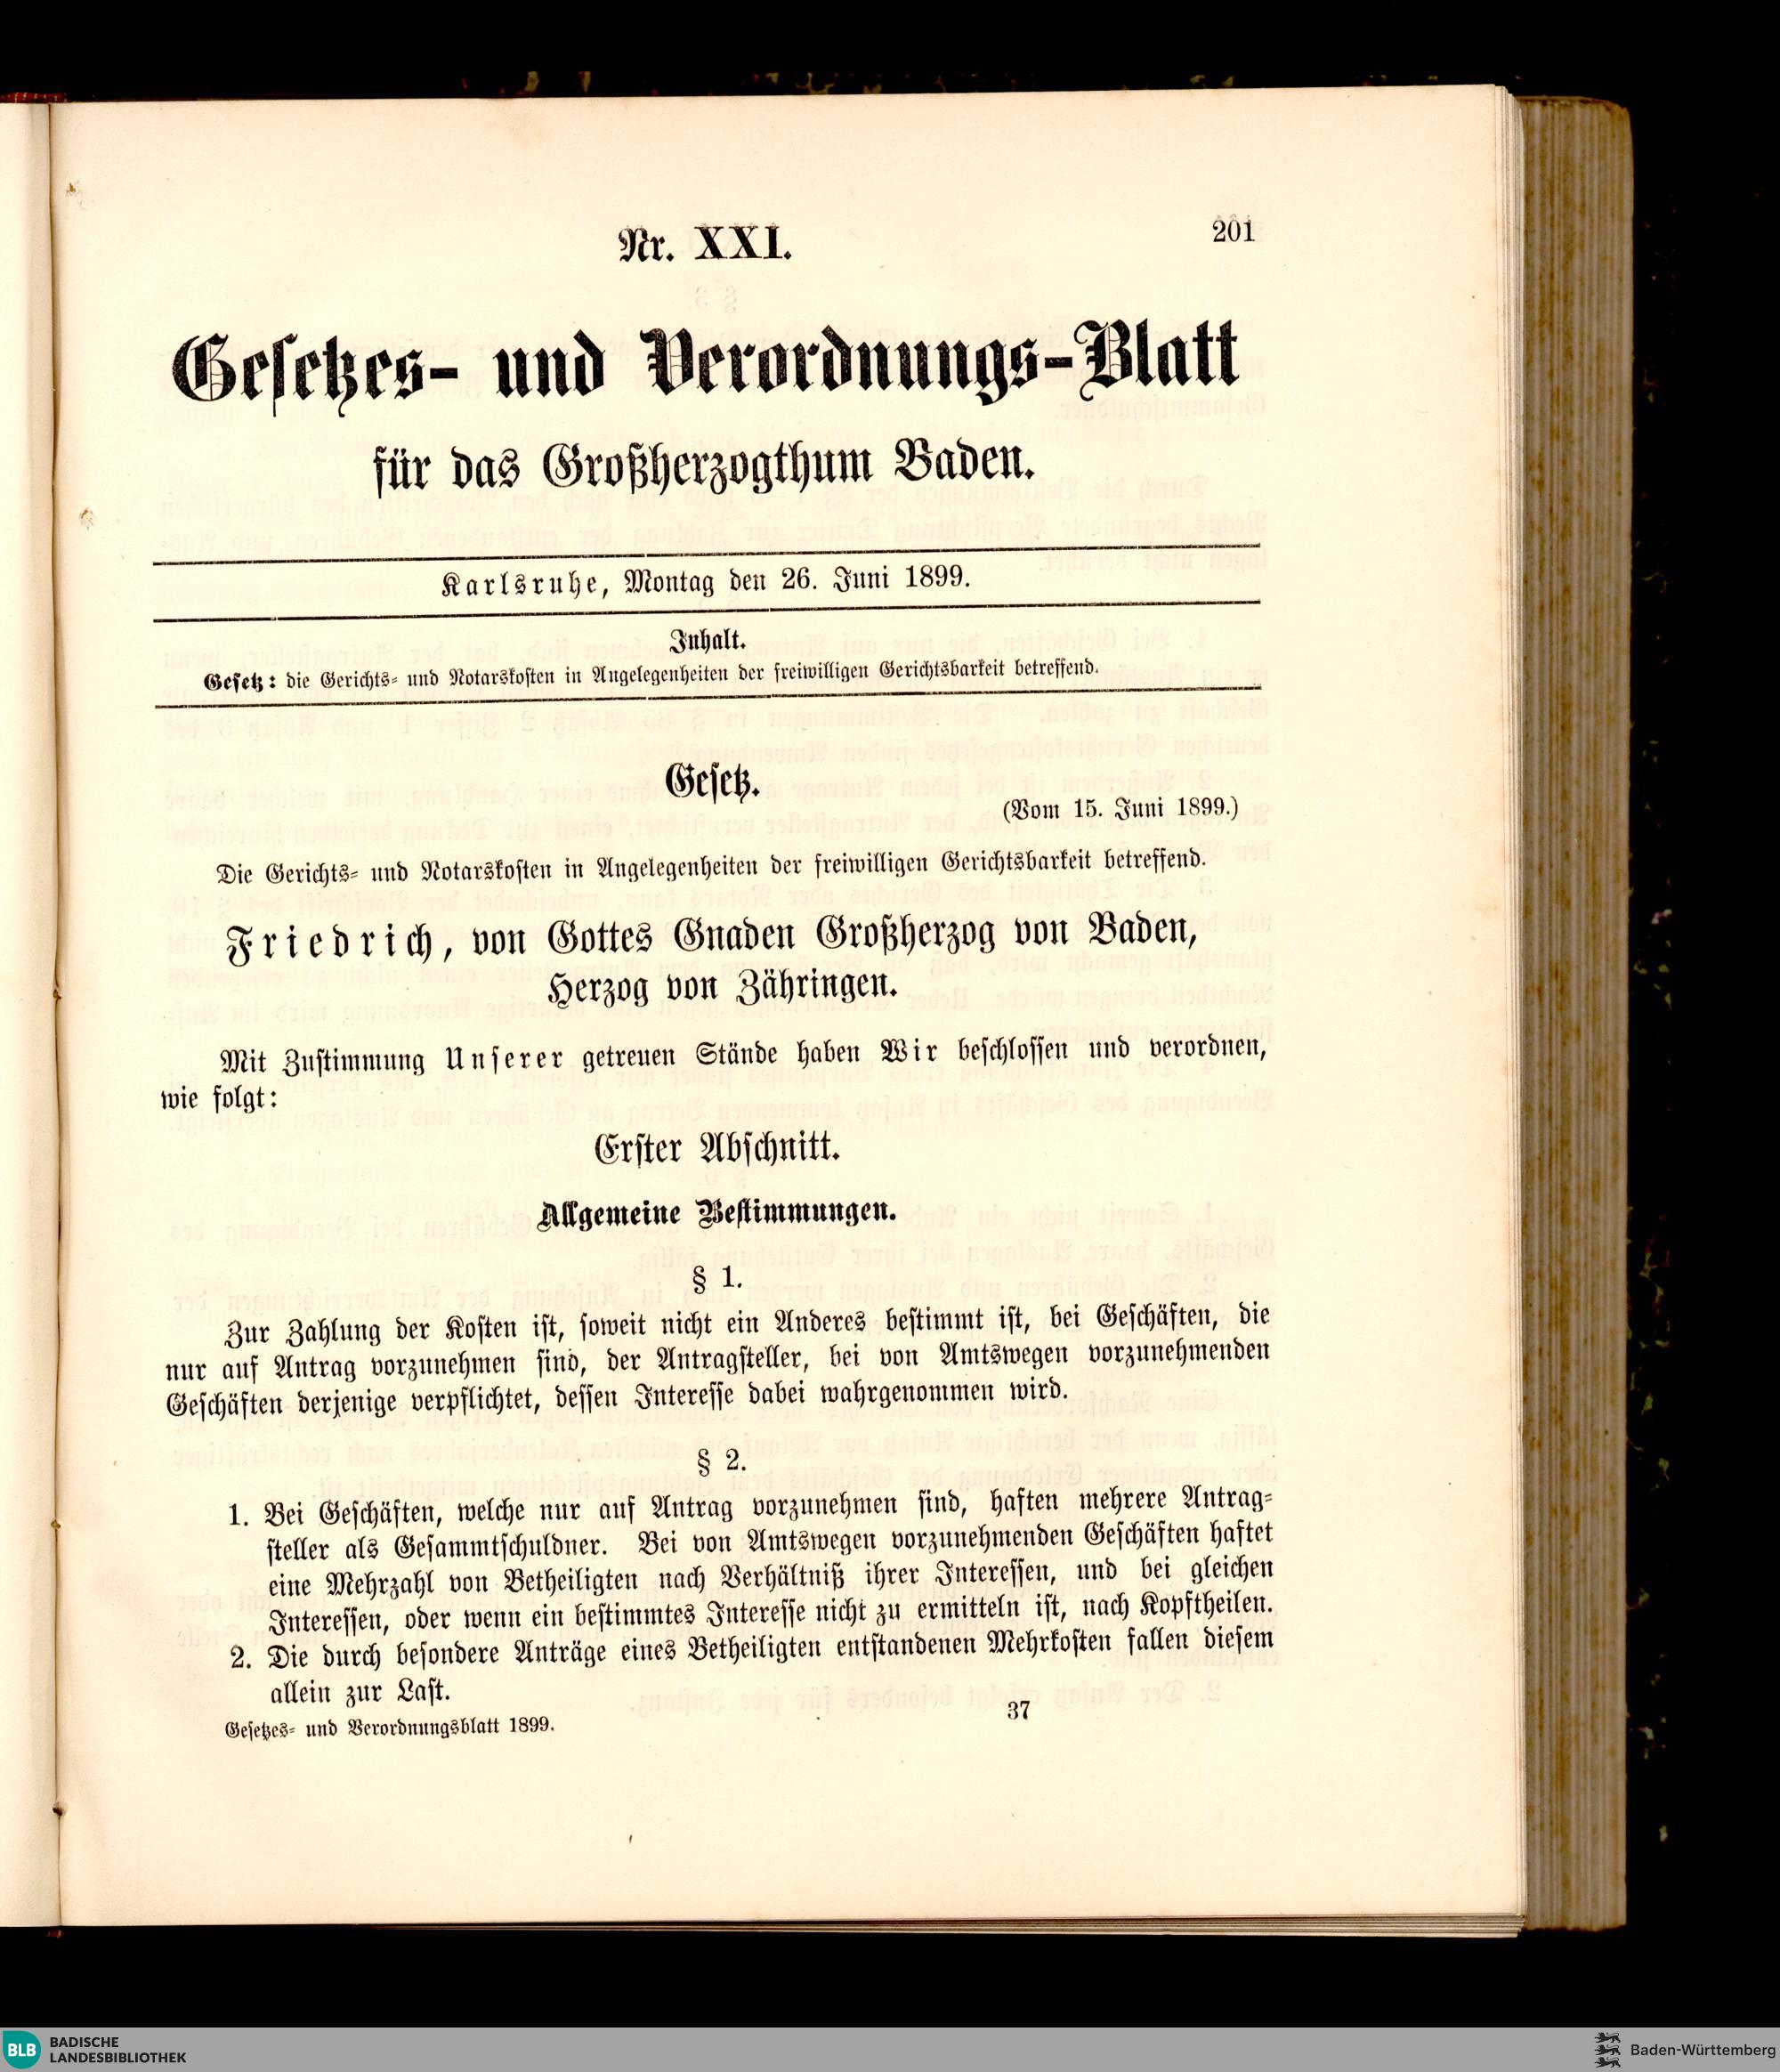 Nr. XXI.
201
Gesetzes- und Verordnungs-Blatt
für das Großherzogthum Baden.
Karlsruhe, Montag den 26. Juni 1899.
Inhalt.
Gesetz: die Gerichts- und Notarskosten in Angelegenheiten der freiwilligen Gerichtsbarkeit betreffend.
Gesetz.
(Vom 15. Juni 1899.)
Die Gerichts- und Notarskosten in Angelegenheiten der freiwilligen Gerichtsbarkeit betreffend.
Friedrich, von Gottes Gnaden Großherzog von Baden,
Herzog von Zähringen.
Mit Zustimmung Unserer getreuen Stände haben Wir beschlossen und verordnen,
wie folgt:
Erster Abschnitt.
Allgemeine Bestimmungen.
§ 1.
Zur Zahlung der Kosten ist, soweit nicht ein Anderes bestimmt ist, bei Geschäften, die
nur auf Antrag vorzunehmen sind, der Antragsteller, bei von Amtswegen vorzunehmenden
Geschäften derjenige verpflichtet, dessen Interesse dabei wahrgenommen wird.
§ 2.
1. Bei Geschäften, welche nur auf Antrag vorzunehmen sind, haften mehrere Antrag-
steller als Gesammtschuldner. Bei von Amtswegen vorzunehmenden Geschäften haftet
eine Mehrzahl von Betheiligten nach Verhältniß ihrer Interessen, und bei gleichen
Interessen, oder wenn ein bestimmtes Interesse nicht zu ermitteln ist, nach Kopftheilen.
2. Die durch besondere Anträge eines Betheiligten entstandenen Mehrkosten fallen diesem
allein zur Last.
Gesetzes- und Verordnungsblatt 1899.
37
BLB BADISCHE
LANDESBIBLIOTHEK
Baden-Württemberg